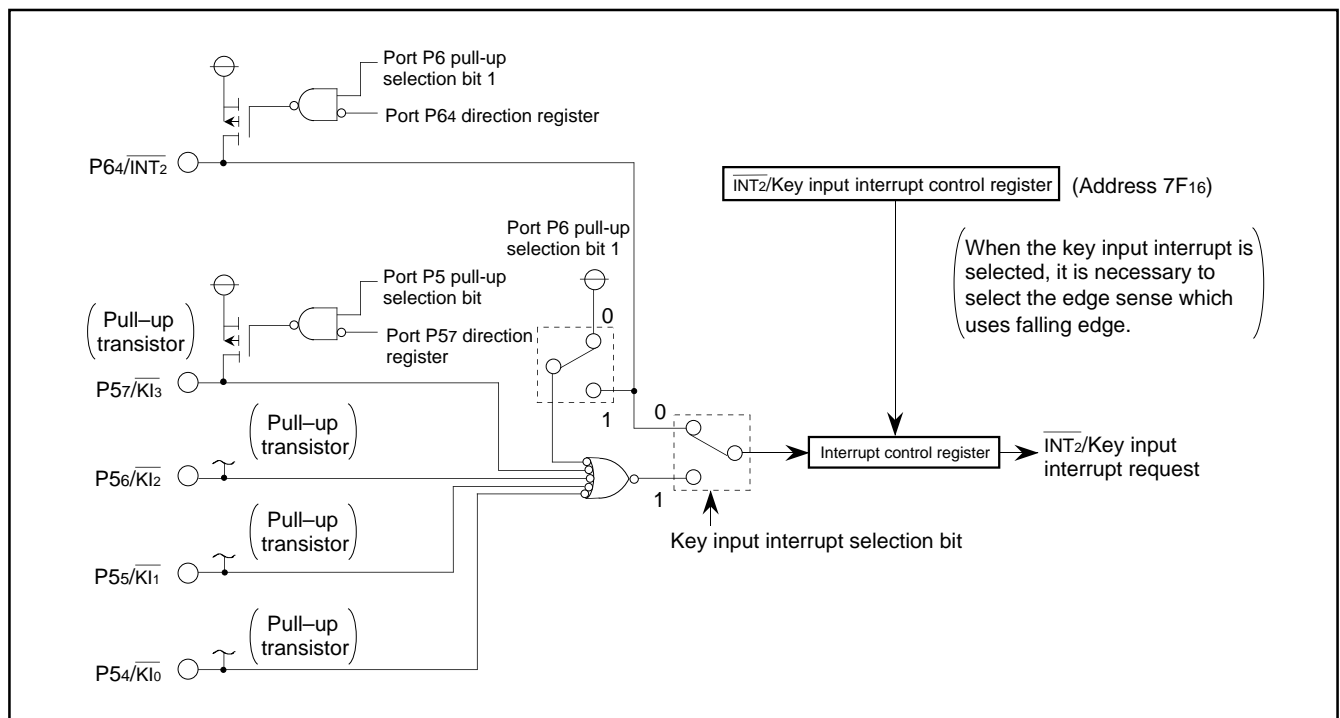 Port P6 pull-up
selection bit 1
Port P64 direction register
P64/INT2
INT2/Key input interrupt control register
(Address 7F16)
Port P6 pull-up
selection bit 1
When the key input interrupt is
selected, it is necessary to
select the edge sense which
uses falling edge.
Port P5 pull-up
selection bit
Port P57 direction
register
Pull–up
transistor
P57/KI3
0
1
0
1
Interrupt control register
INT2/Key input
interrupt request
Key input interrupt selection bit
Pull–up
transistor
P56/KI2
Pull–up
transistor
P55/KI1
Pull–up
transistor
P54/KI0